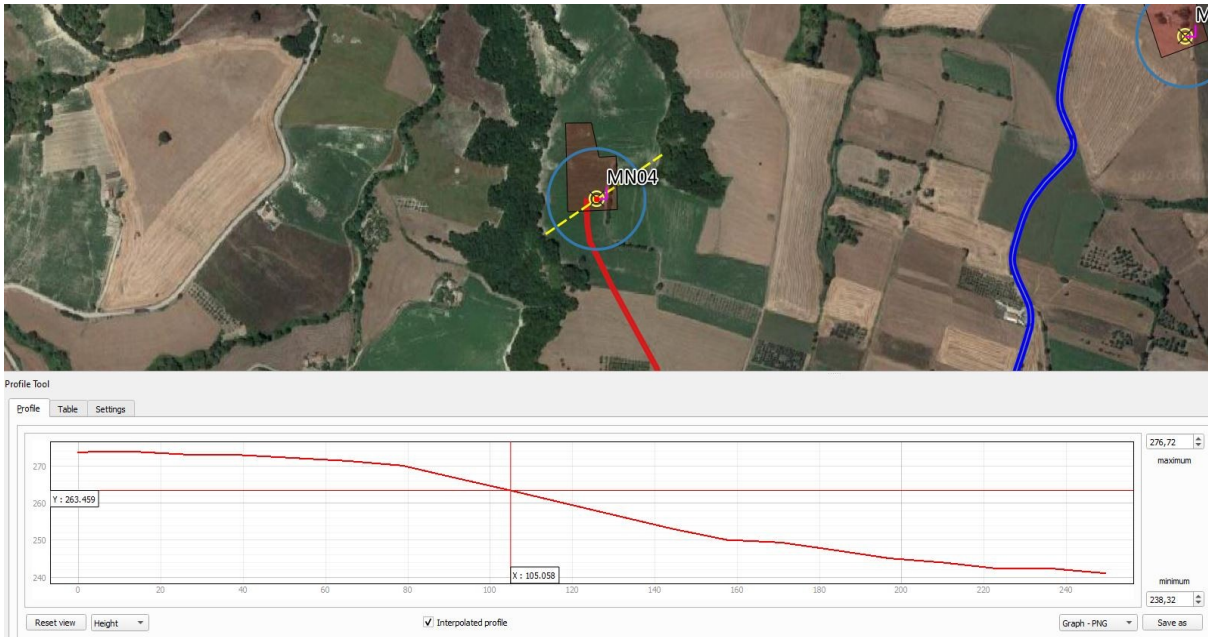 M
MN04
Profile Tool
Profile
Table
Settings
276,72
maximum
270
Y : 263.459
260
250
240
X : 105.058
0
20
40
60
80
100
120
140
160
180
200
220
240
minimum
238,32
Reset view
Height
Interpolated profile
Graph - PNG
Save as